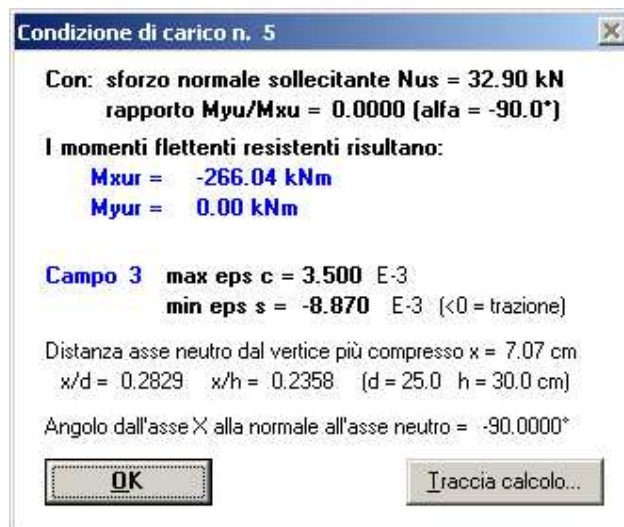 Condizione di carico n. 5
Con: sforzo normale sollecitante Nus = 32.90 kN
rapporto Myu/Mxu = 0.0000 (alfa = -90.0°)
I momenti flettenti resistenti risultano:
Mxur = -266.04 kNm
Myur = 0.00 kNm
Campo 3 max eps c = 3.500 E-3
min eps s = -8.870 E-3 (<0 = trazione)
Distanza asse neutro dal vertice più compresso x = 7.07 cm
x/d = 0.2829 x/h = 0.2358 (d = 25.0 h = 30.0 cm)
Angolo dall'asse X alla normale all'asse neutro = -90.0000°
OK Traccia calcolo...